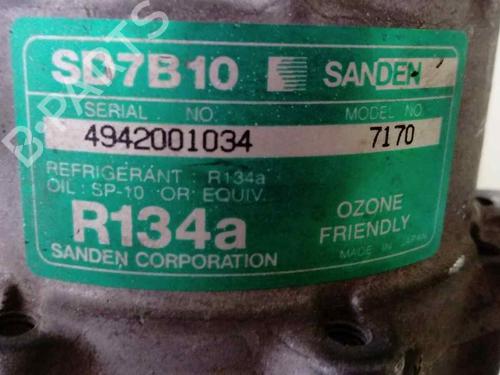 SD7B10 SANDEN
SERIAL NO. MODEL NO.
4942001034 7170
REFRIGERANT : R134a
OIL : SP-10 OR EQUIV.
R134a OZONE FRIENDLY
SANDEN CORPORATION MADE IN JAPAN
B-PARTS